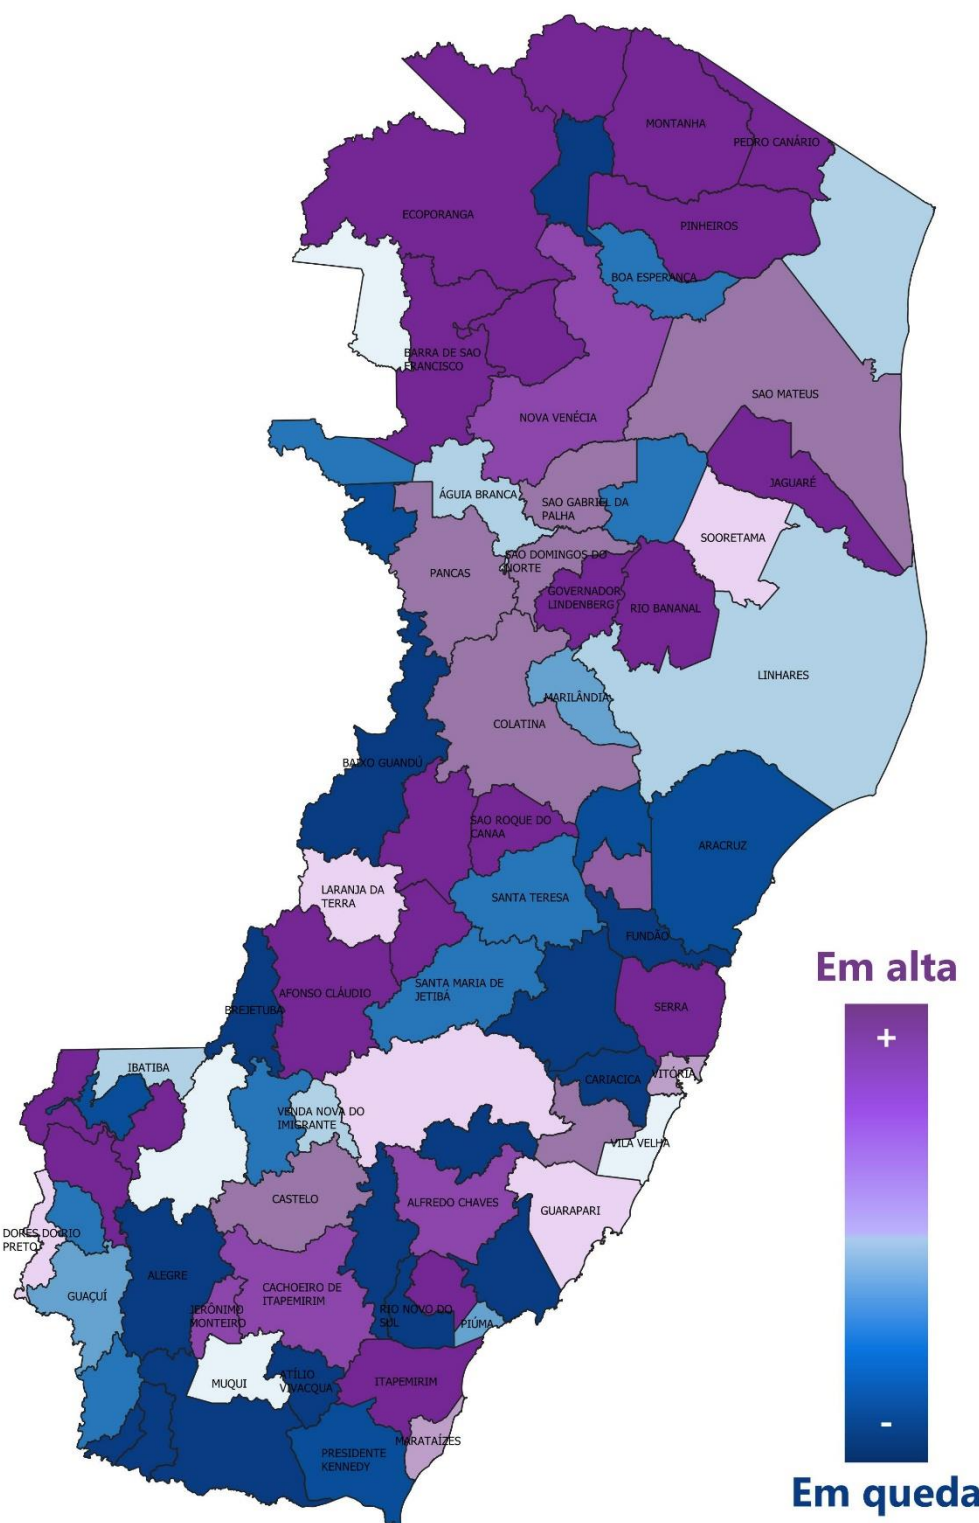 MONTANHA
PEDRO CANÁRIO
ECOPORANGA
PINHEIROS
BOA ESPERANÇA
BARRA DE SAO
FRANCISCO
SAO MATEUS
NOVA VENÉCIA
JAGUARÉ
ÁGUIA BRANCA
SAO GABRIEL DA
PALHA
SOORETAMA
SAO DOMINGOS DO
NORTE
PANCAS
GOVERNADOR
LINDENBERG
RIO BANANAL
LINHARES
MARILÂNDIA
COLATINA
BAIXO GUANDÚ
SAO ROQUE DO
CANAA
ARACRUZ
LARANJA DA
TERRA
SANTA TERESA
FUNDÃO
Em alta
SANTA MARIA DE
JETIBÁ
AFONSO CLÁUDIO
BREJETUBA
SERRA
+
IBATIBA
VITÓRIA
CARIACICA
VENDA NOVA DO
IMIGRANTE
VILA VELHA
CASTELO
ALFREDO CHAVES
GUARAPARI
DORES DO RIO
PRETO
ALEGRE
CACHOEIRO DE
ITAPEMIRIM
GUAÇUÍ
JERÔNIMO
MONTEIRO
RIO NOVO DO
SUL
PIÚMA
ATÍLIO
VIVACQUA
MUQUI
ITAPEMIRIM
-
MARATAÍZES
PRESIDENTE
KENNEDY
Em queda